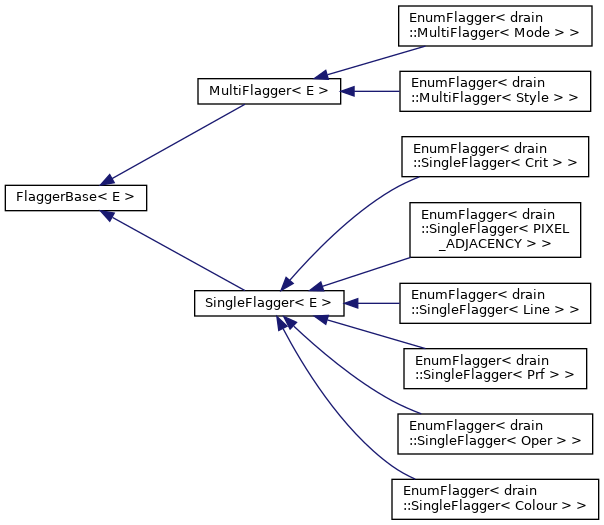 EnumFlagger< drain
::MultiFlagger< Mode > >
MultiFlagger< E >
EnumFlagger< drain
::MultiFlagger< Style > >
EnumFlagger< drain
::SingleFlagger< Crit > >
FlaggerBase< E >
EnumFlagger< drain
::SingleFlagger< PIXEL
_ADJACENCY > >
SingleFlagger< E >
EnumFlagger< drain
::SingleFlagger< Line > >
EnumFlagger< drain
::SingleFlagger< Prf > >
EnumFlagger< drain
::SingleFlagger< Oper > >
EnumFlagger< drain
::SingleFlagger< Colour > >